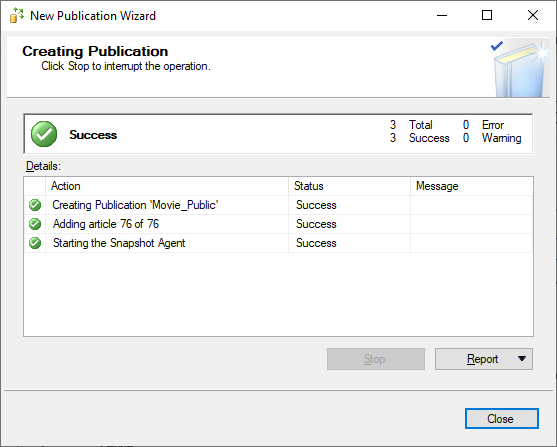 New Publication Wizard
Creating Publication
Click Stop to interrupt the operation.
Success
3 Total 0 Error
3 Success 0 Warning
Details:
Action Status Message
Creating Publication 'Movie_Public' Success
Adding article 76 of 76 Success
Starting the Snapshot Agent Success
Stop Report
Close